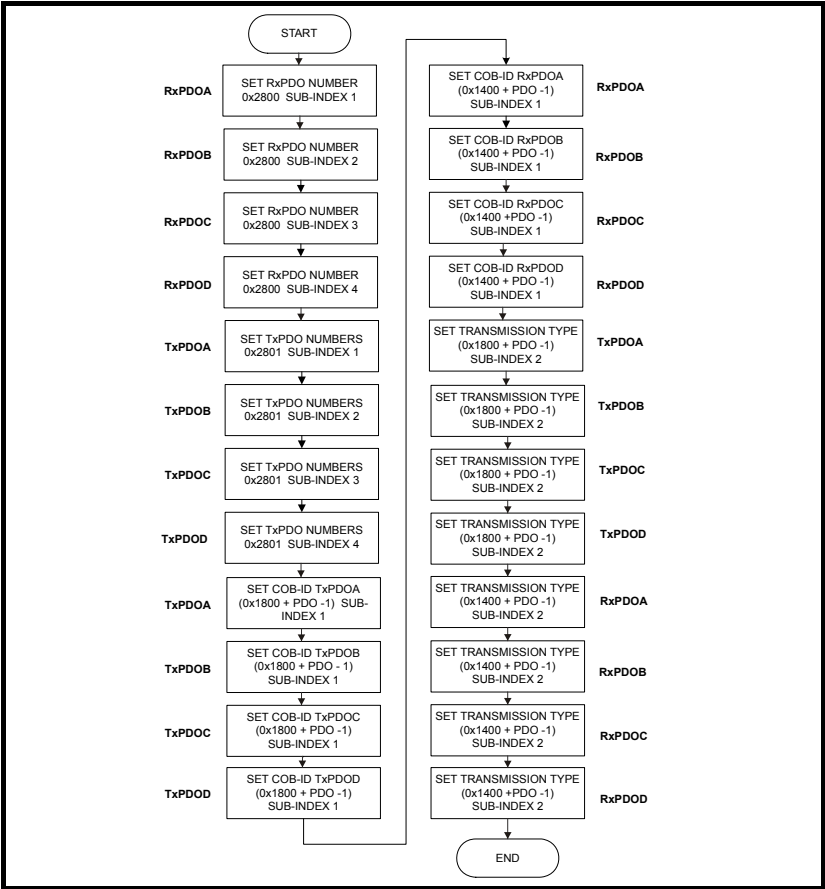 START
RxPDOA
SET RxPDO NUMBER
0x2800 SUB-INDEX 1
RxPDOB
SET RxPDO NUMBER
0x2800 SUB-INDEX 2
RxPDOC
SET RxPDO NUMBER
0x2800 SUB-INDEX 3
RxPDOD
SET RxPDO NUMBER
0x2800 SUB-INDEX 4
TxPDOA
SET TxPDO NUMBERS
0x2801 SUB-INDEX 1
TxPDOB
SET TxPDO NUMBERS
0x2801 SUB-INDEX 2
TxPDOC
SET TxPDO NUMBERS
0x2801 SUB-INDEX 3
TxPDOD
SET TxPDO NUMBERS
0x2801 SUB-INDEX 4
TxPDOA
SET COB-ID TxPDOA
(0x1800 + PDO -1) SUB-
INDEX 1
TxPDOB
SET COB-ID TxPDOB
(0x1800 + PDO - 1)
SUB-INDEX 1
TxPDOC
SET COB-ID TxPDOC
(0x1800 + PDO -1)
SUB-INDEX 1
TxPDOD
SET COB-ID TxPDOD
(0x1800 + PDO -1)
SUB-INDEX 1
SET COB-ID RxPDOA
(0x1400 + PDO -1)
SUB-INDEX 1
RxPDOA
SET COB-ID RxPDOB
(0x1400 + PDO -1)
SUB-INDEX 1
RxPDOB
SET COB-ID RxPDOC
(0x1400 +PDO -1)
SUB-INDEX 1
RxPDOC
SET COB-ID RxPDOD
(0x1400 + PDO -1)
SUB-INDEX 1
RxPDOD
SET TRANSMISSION TYPE
(0x1800 + PDO -1)
SUB-INDEX 2
TxPDOA
SET TRANSMISSION TYPE
(0x1800 + PDO -1)
SUB-INDEX 2
TxPDOB
SET TRANSMISSION TYPE
(0x1800 + PDO -1)
SUB-INDEX 2
TxPDOC
SET TRANSMISSION TYPE
(0x1800 + PDO -1)
SUB-INDEX 2
TxPDOD
SET TRANSMISSION TYPE
(0x1400 + PDO -1)
SUB-INDEX 2
RxPDOA
SET TRANSMISSION TYPE
(0x1400 + PDO -1)
SUB-INDEX 2
RxPDOB
SET TRANSMISSION TYPE
(0x1400 + PDO -1)
SUB-INDEX 2
RxPDOC
SET TRANSMISSION TYPE
(0x1400 +PDO -1)
SUB-INDEX 2
RxPDOD
END